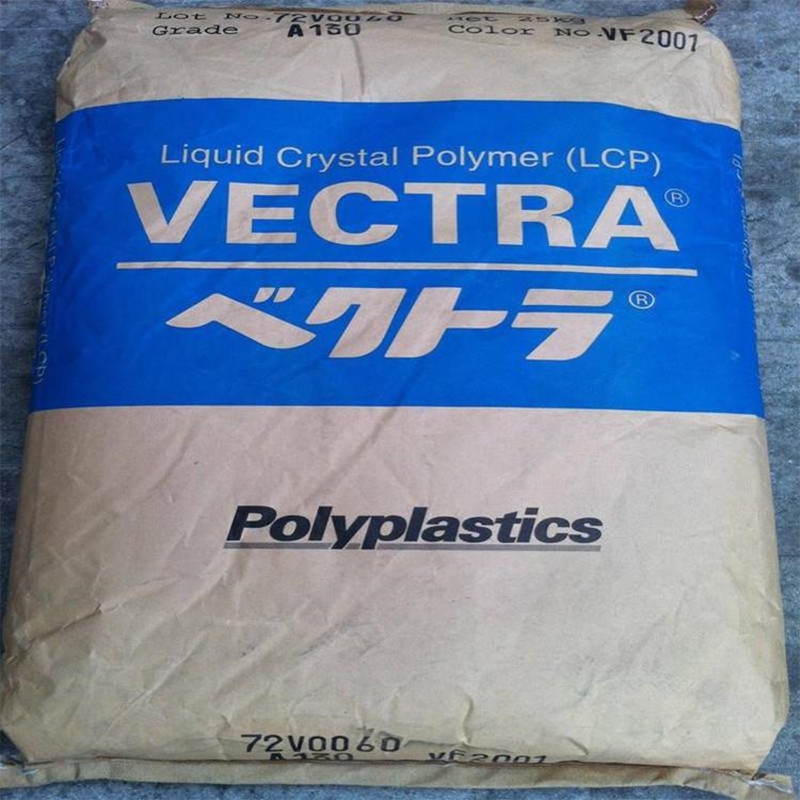 Lot No. 72V0060 Net 25kg
Grade A130 Color No. VF2001
Liquid Crystal Polymer (LCP)
VECTRA®
ベクトラ®
Polyplastics
72V0060
A130 VF2001